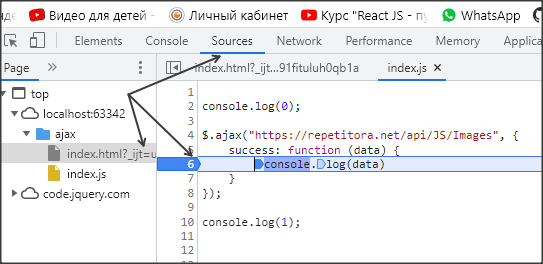 Видео для детей -
Личный кабинет
Курс "React JS - пу
WhatsApp
Elements Console Sources Network Performance Memory
Page »
index.html?_ijt...91fituluh0qb1a
index.js ×
top
localhost:63342
ajax
index.html?_ijt=u
index.js
code.jquery.com
1
2 console.log(0);
3
4 $.ajax("https://repetitora.net/api/JS/Images", {
5 success: function (data) {
6 console.log(data)
7 }
8 });
9
10 console.log(1);
11
12